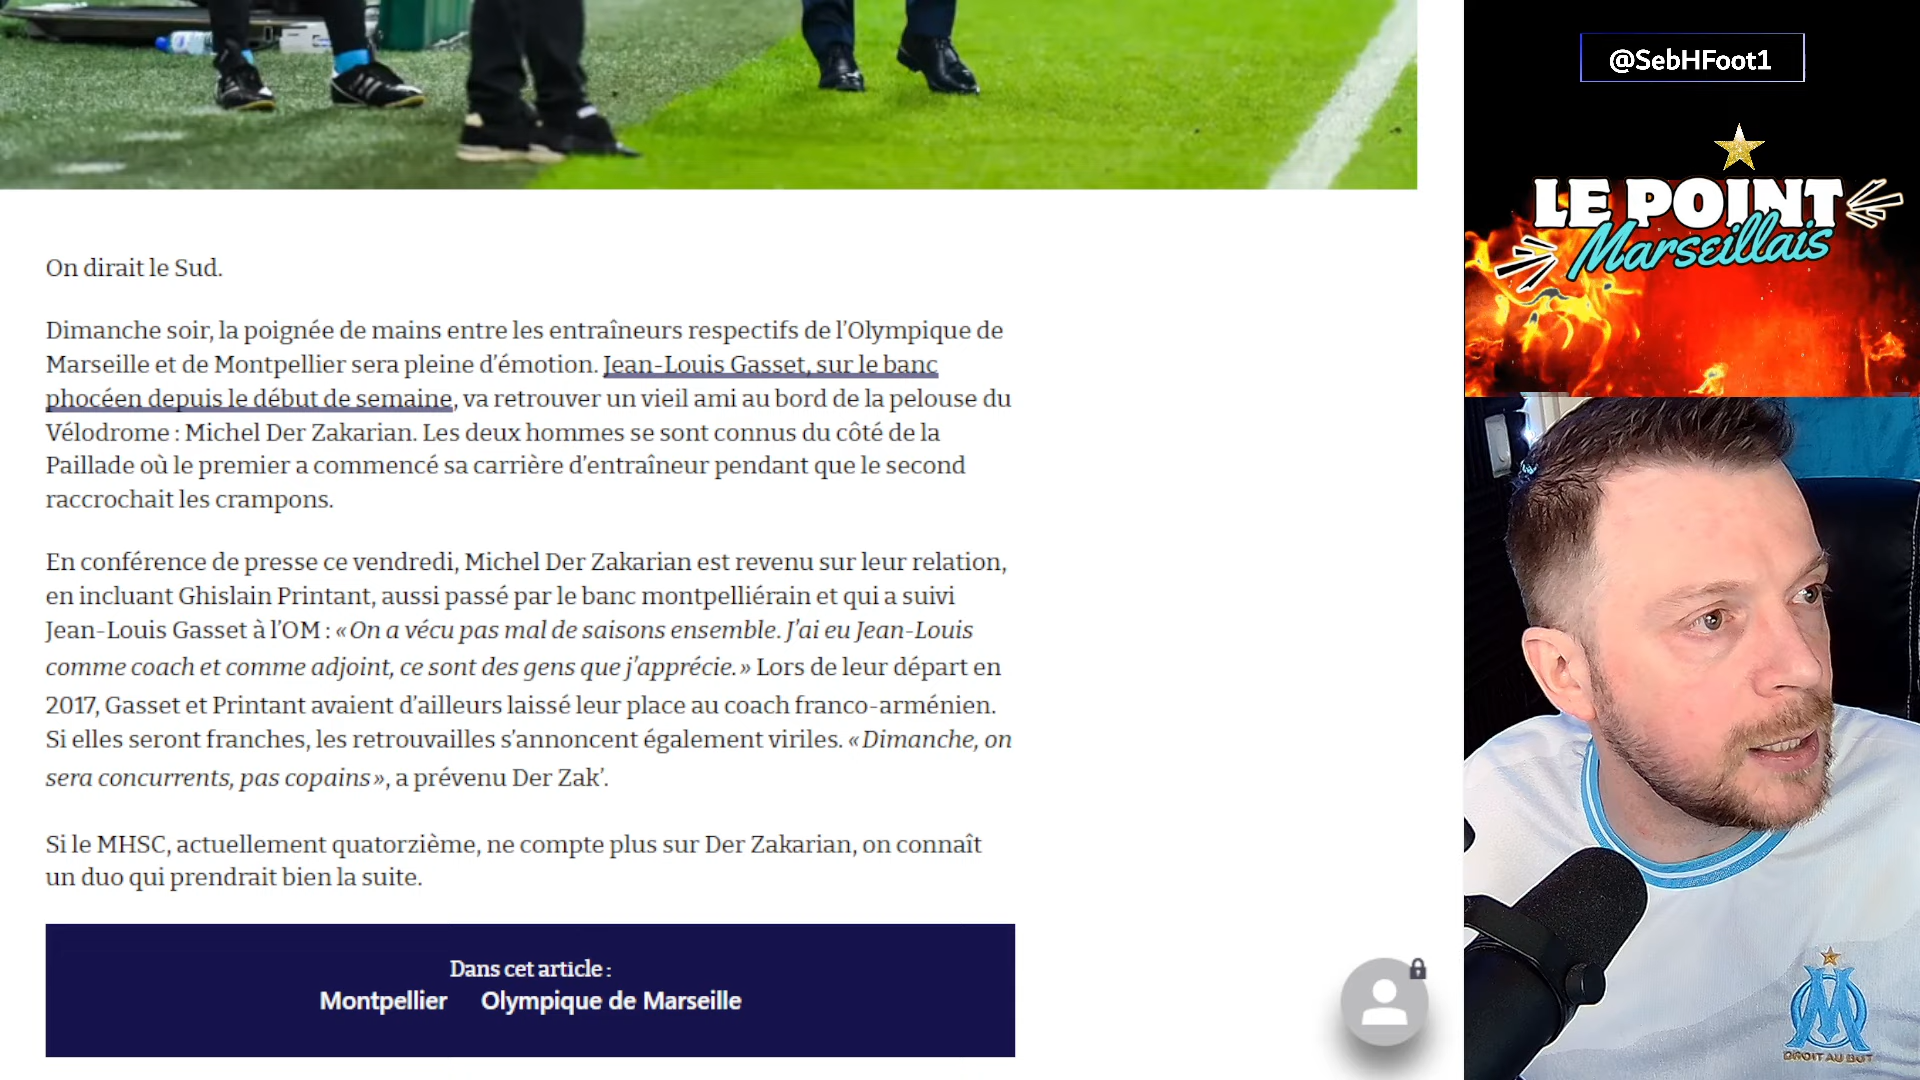 @SebHFoot1
LE POINT
Marseillais
On dirait le Sud.
Dimanche soir, la poignée de mains entre les entraîneurs respectifs de l’Olympique de
Marseille et de Montpellier sera pleine d’émotion. Jean-Louis Gasset, sur le banc
phocéen depuis le début de semaine, va retrouver un vieil ami au bord de la pelouse du
Vélodrome : Michel Der Zakarian. Les deux hommes se sont connus du côté de la
Paillade où le premier a commencé sa carrière d’entraîneur pendant que le second
raccrochait les crampons.
En conférence de presse ce vendredi, Michel Der Zakarian est revenu sur leur relation,
en incluant Ghislain Printant, aussi passé par le banc montpelliérain et qui a suivi
Jean-Louis Gasset à l’OM : « On a vécu pas mal de saisons ensemble. J’ai eu Jean-Louis
comme coach et comme adjoint, ce sont des gens que j’apprécie. » Lors de leur départ en
2017, Gasset et Printant avaient d’ailleurs laissé leur place au coach franco-arménien.
Si elles seront franches, les retrouvailles s’annoncent également viriles. « Dimanche, on
sera concurrents, pas copains », a prévenu Der Zak’.
Si le MHSC, actuellement quatorzième, ne compte plus sur Der Zakarian, on connaît
un duo qui prendrait bien la suite.
Dans cet article :
Montpellier Olympique de Marseille
DROIT AU BUT